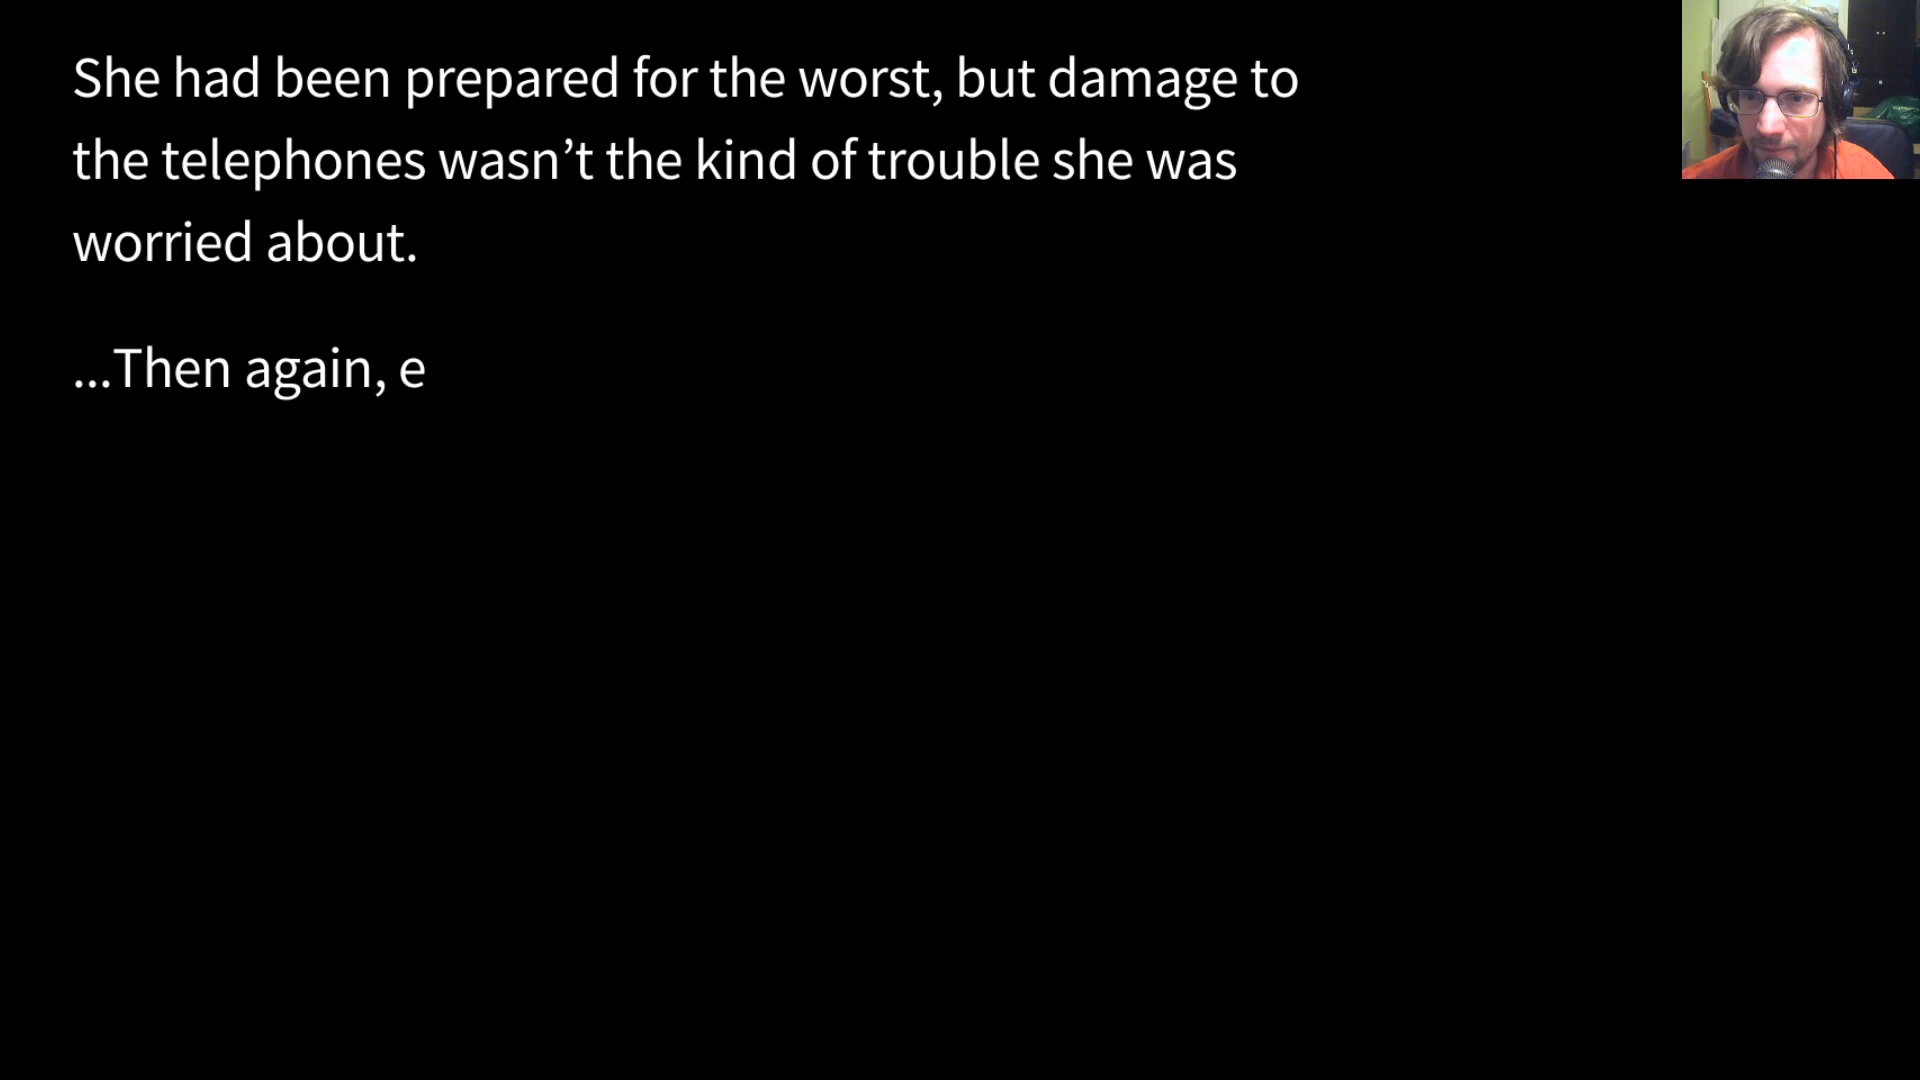 She had been prepared for the worst, but damage to
the telephones wasn’t the kind of trouble she was
worried about.
...Then again, e